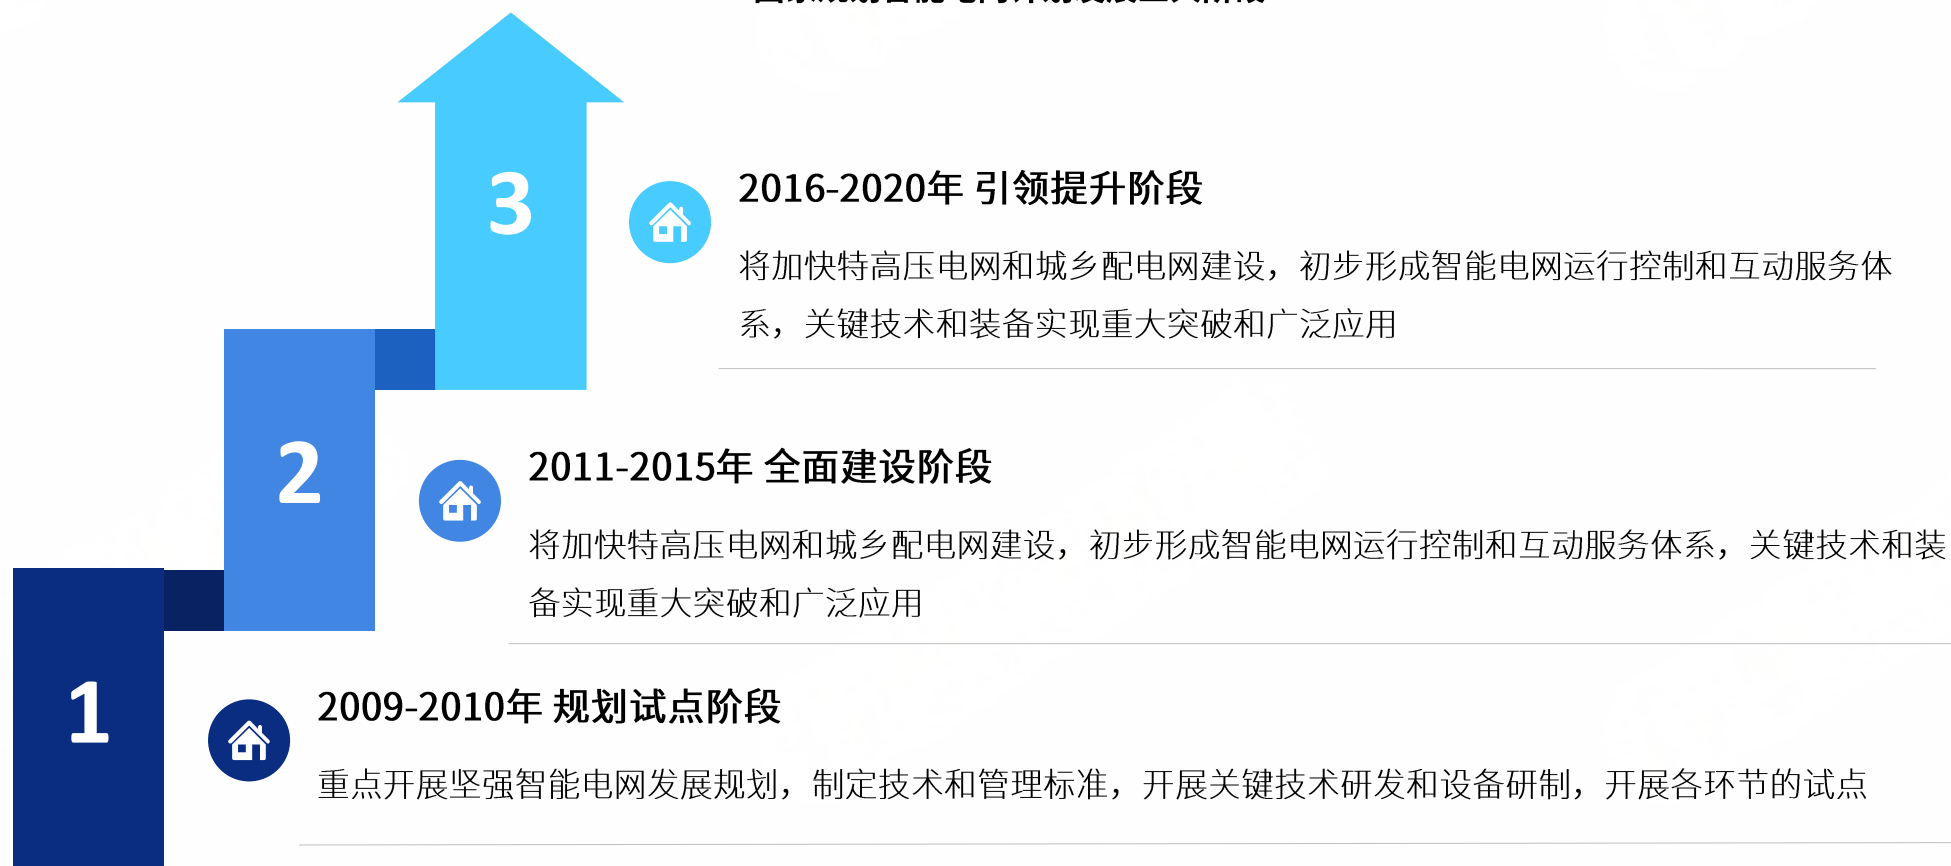 3
2016-2020年 引领提升阶段
将加快特高压电网和城乡配电网建设，初步形成智能电网运行控制和互动服务体
系，关键技术和装备实现重大突破和广泛应用
2
2011-2015年 全面建设阶段
将加快特高压电网和城乡配电网建设，初步形成智能电网运行控制和互动服务体系，关键技术和装
备实现重大突破和广泛应用
1
2009-2010年 规划试点阶段
重点开展坚强智能电网发展规划，制定技术和管理标准，开展关键技术研发和设备研制，开展各环节的试点